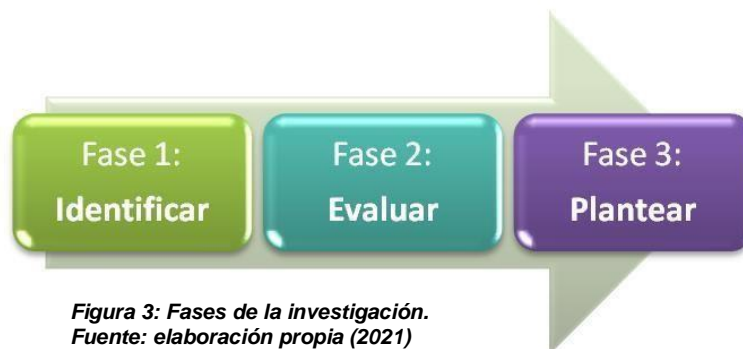 Fase 1:
Identificar
Fase 2:
Evaluar
Fase 3:
Plantear
Figura 3: Fases de la investigación.
Fuente: elaboración propia (2021)